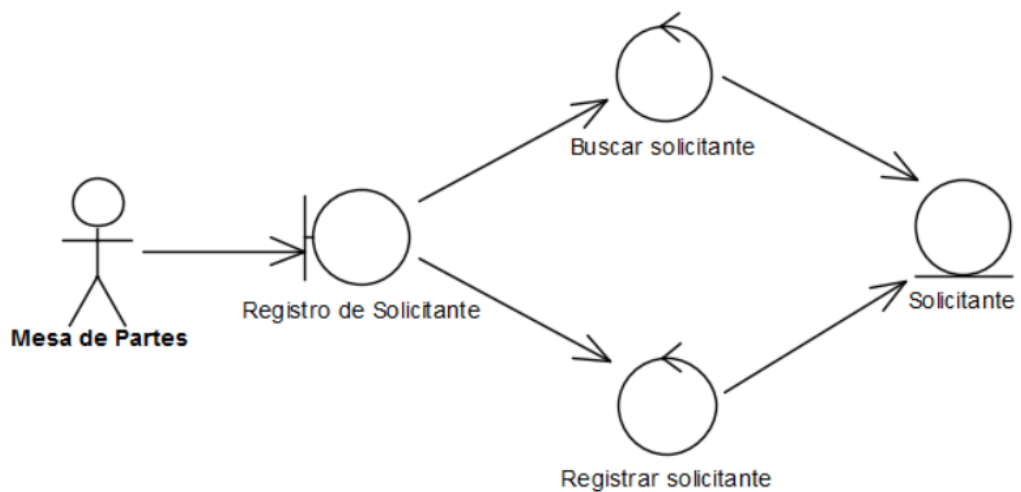 Buscar solicitante
Registro de Solicitante
Solicitante
Mesa de Partes
Registrar solicitante